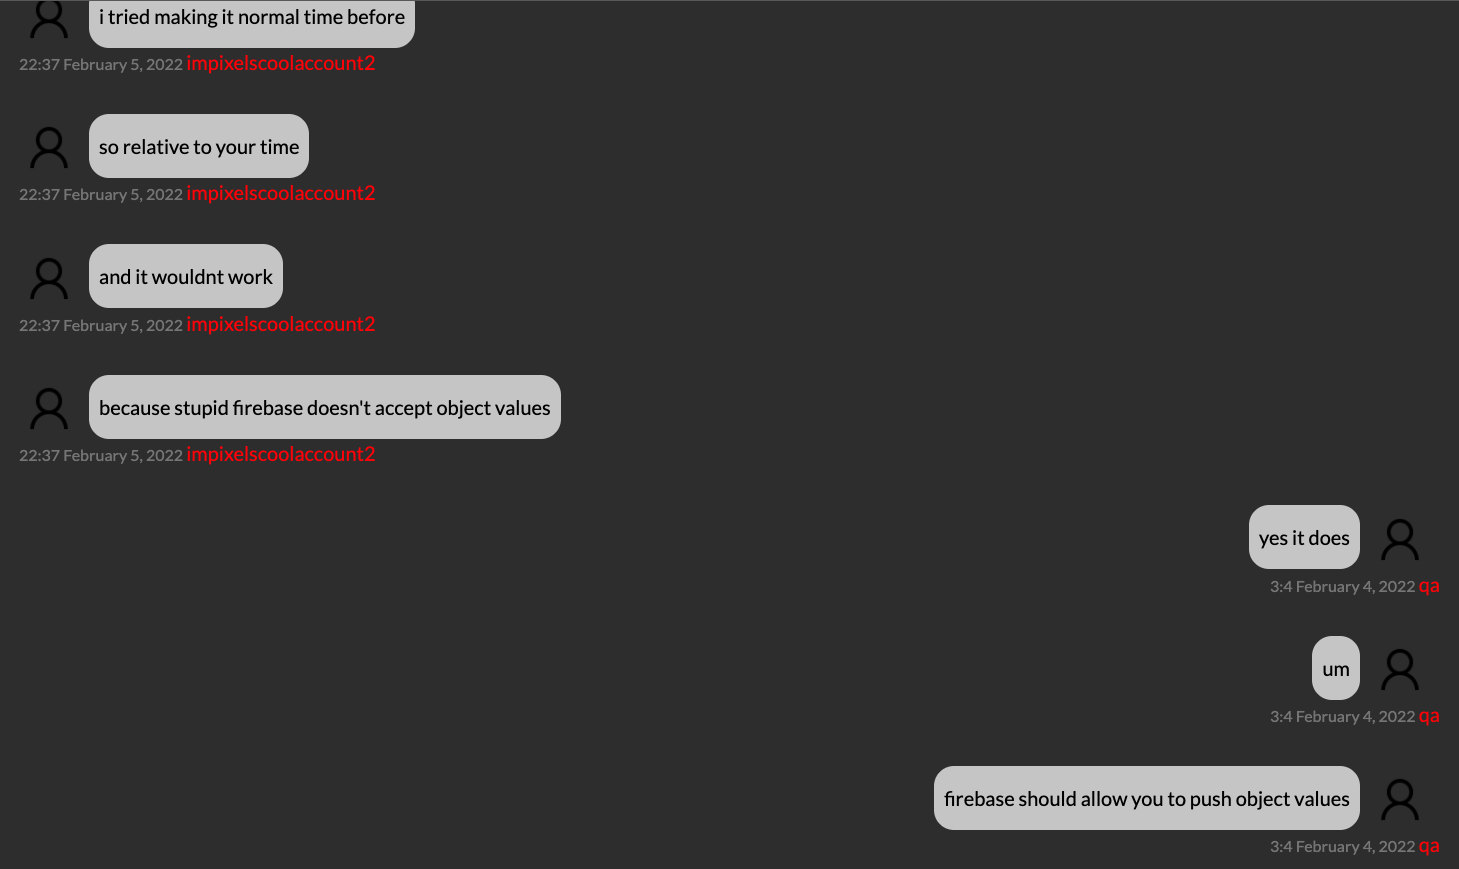 i tried making it normal time before
22:37 February 5, 2022 impixelscoolaccount2
so relative to your time
22:37 February 5, 2022 impixelscoolaccount2
and it wouldnt work
22:37 February 5, 2022 impixelscoolaccount2
because stupid firebase doesn't accept object values
22:37 February 5, 2022 impixelscoolaccount2
yes it does
3:4 February 4, 2022 qa
um
3:4 February 4, 2022 qa
firebase should allow you to push object values
3:4 February 4, 2022 qa